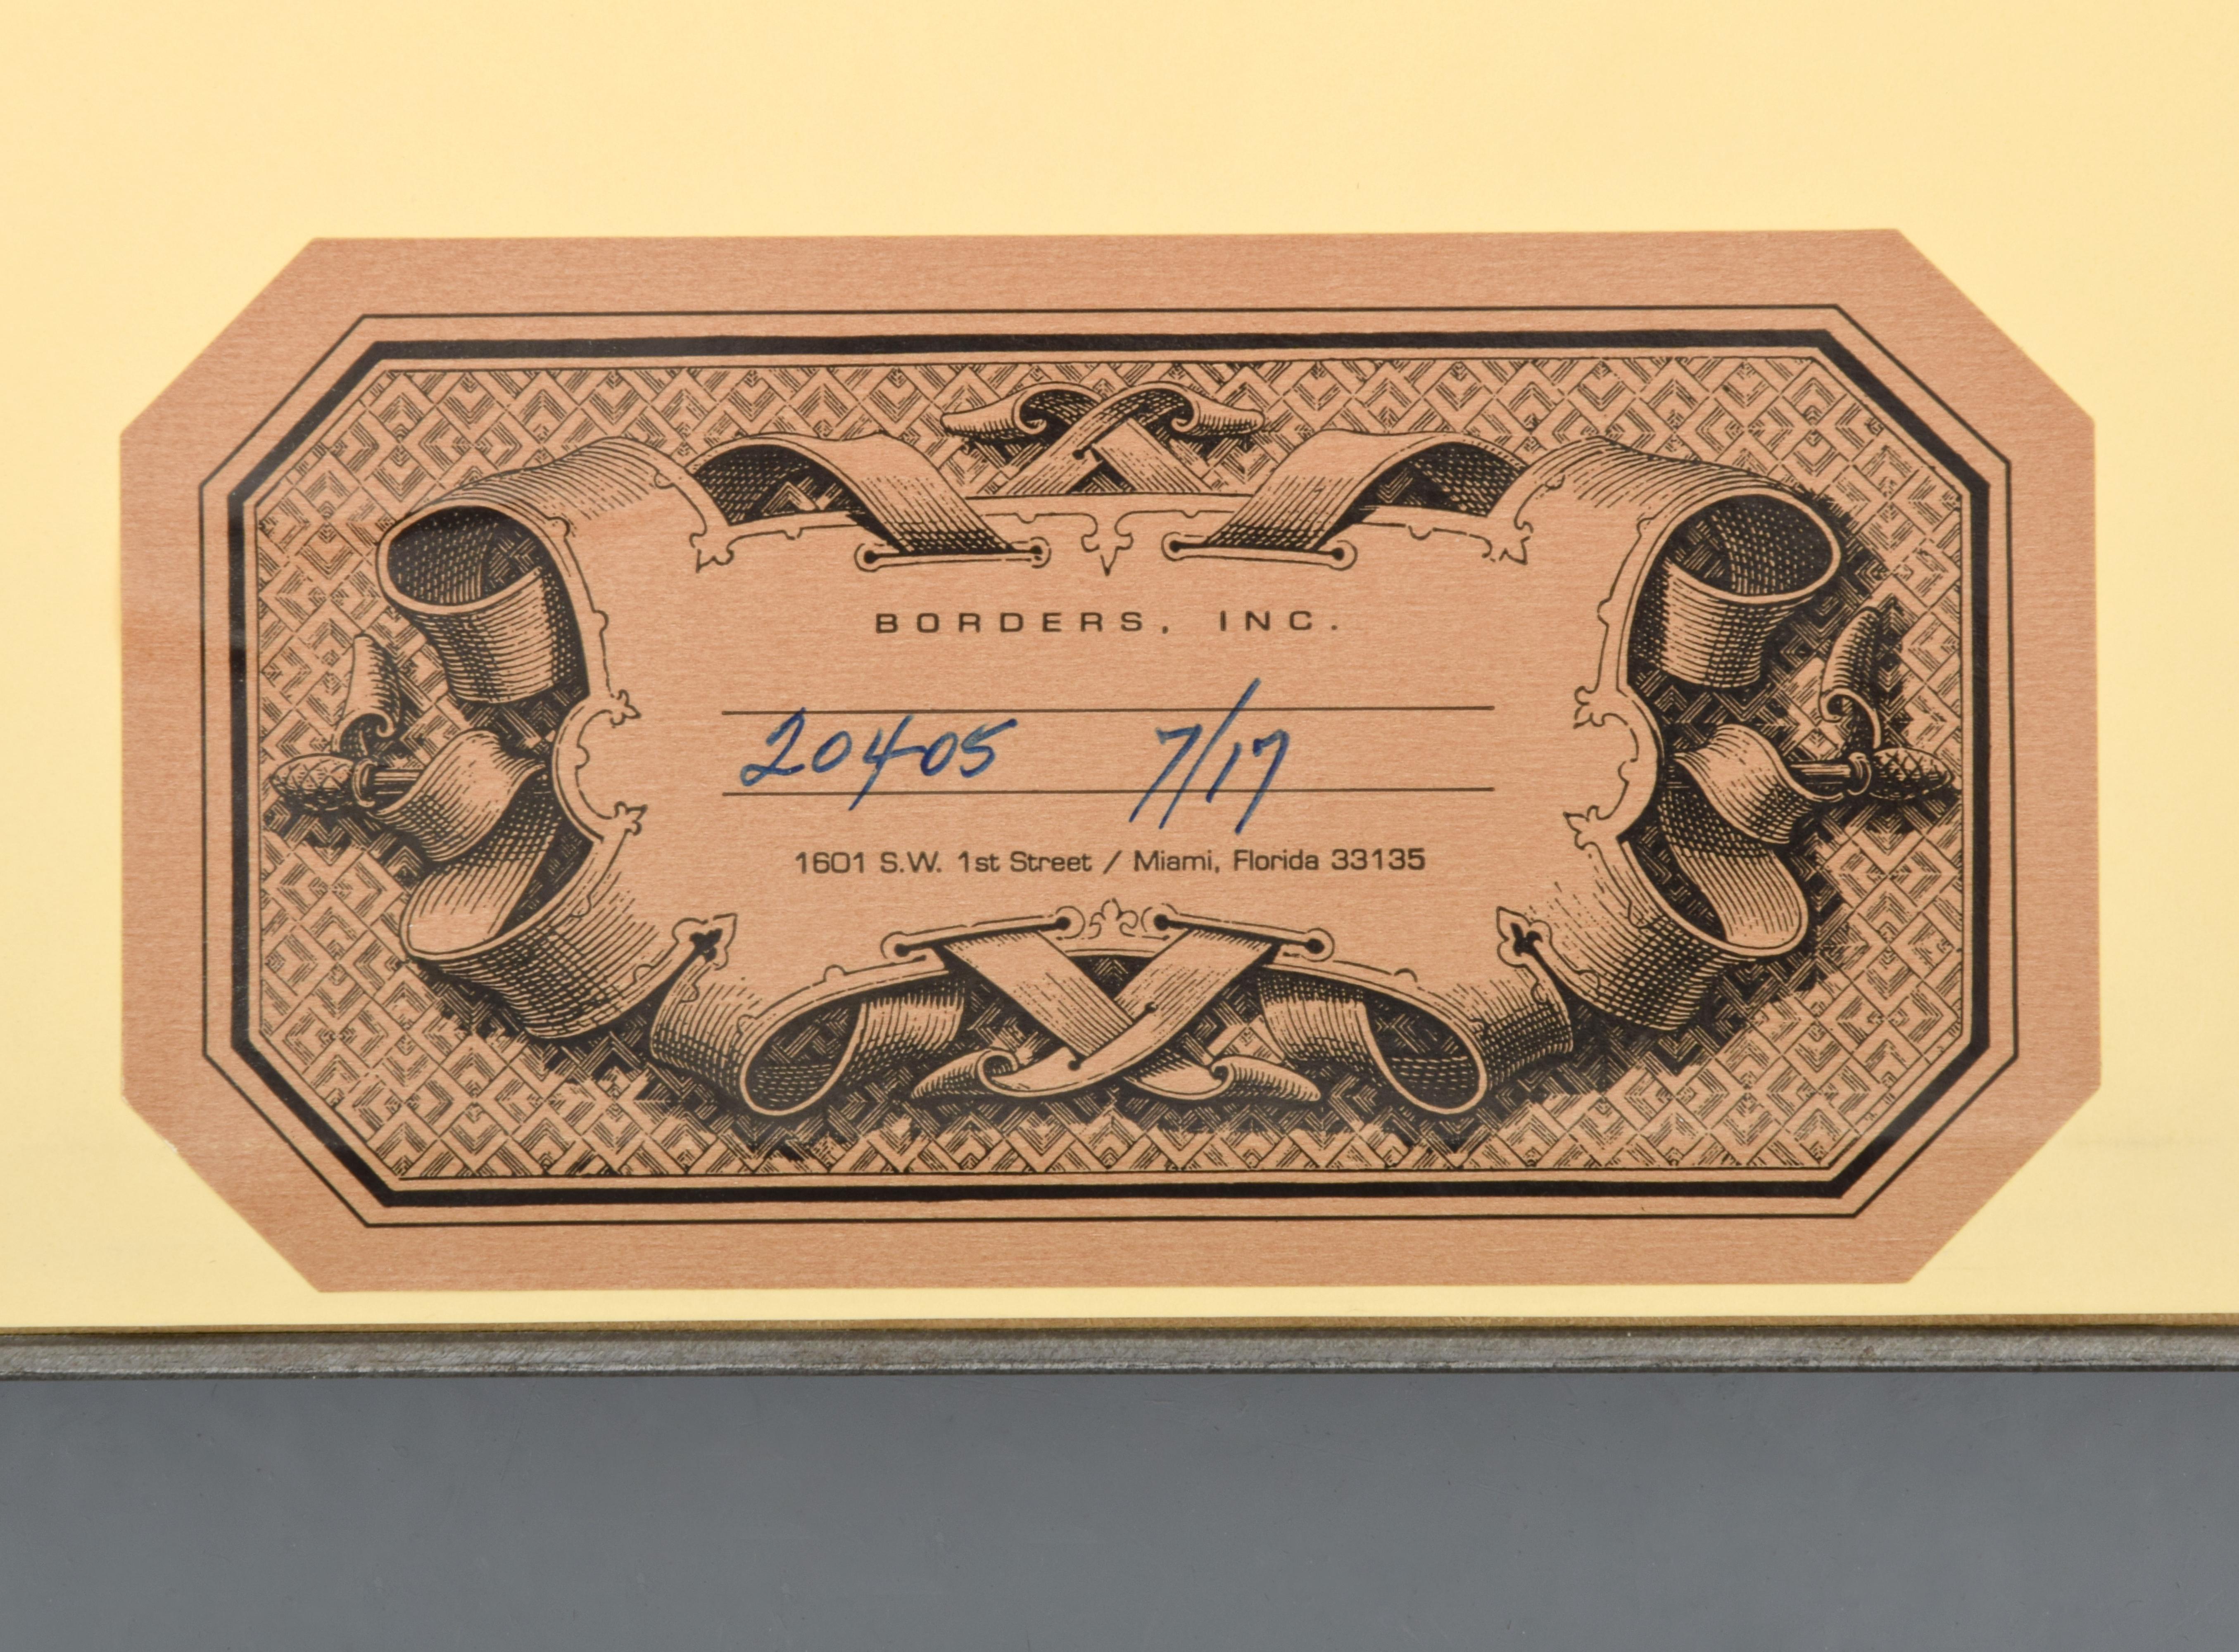 BORDERS, INC.
20405 7/17
1601 S.W. 1st Street / Miami, Florida 33135